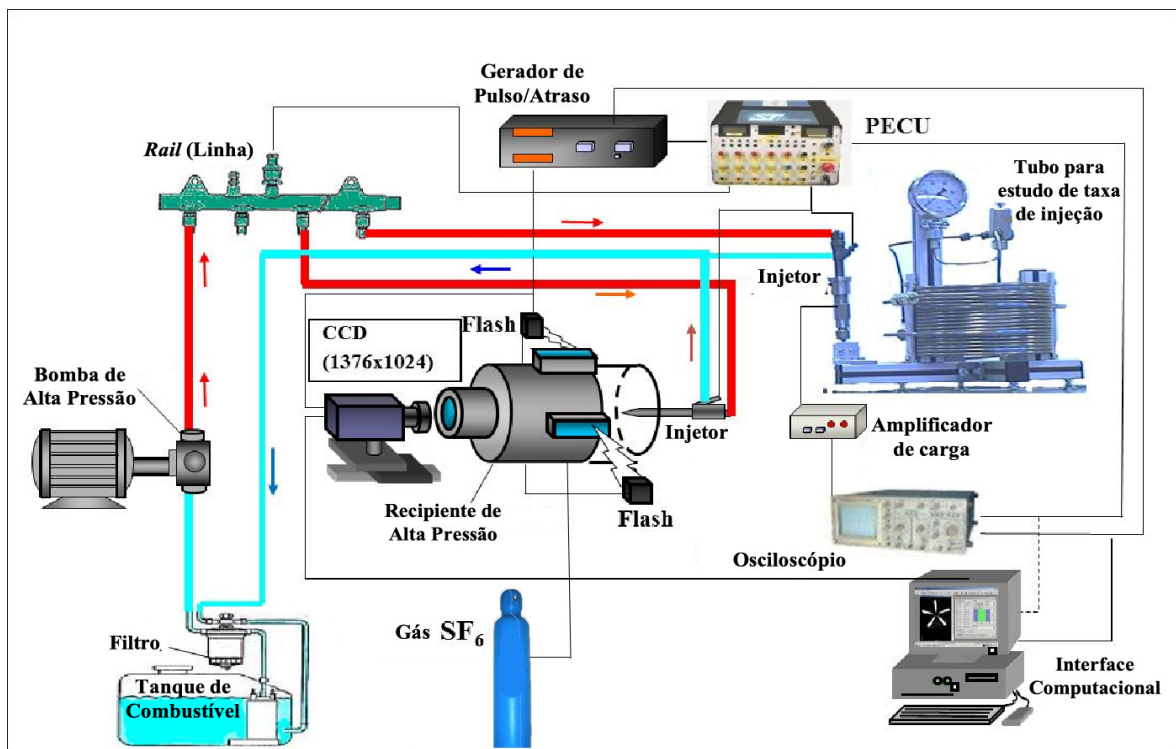 Gerador de
Pulso/Atraso
PECU
Rail (Linha)
Tubo para
estudo de taxa
de injeção
Injetor
Flash
CCD
(1376x1024)
Bomba de
Alta Pressão
Injetor
Amplificador
de carga
Recipiente de
Alta Pressão
Flash
Osciloscópio
Filtro
Gás SF6
Tanque de
Combustível
Interface
Computacional